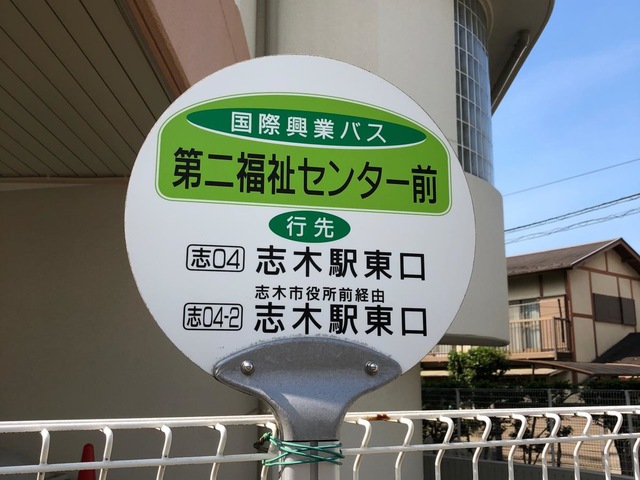 国際興業バス
第二福祉センター前
行先
志04 志木駅東口
志木市役所前経由
志04-2 志木駅東口